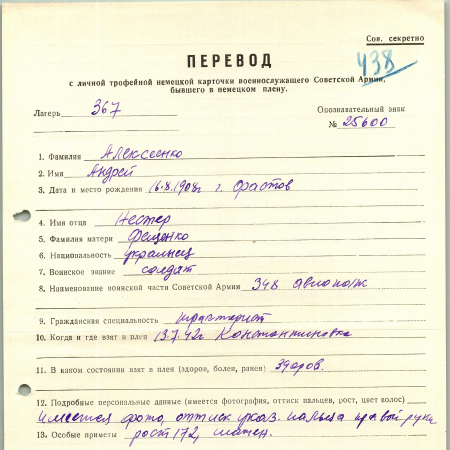 Сов. секретно
438
ПЕРЕВОД
с личной трофейной немецкой карточки военнослужащего Советской Армии,
бывшего в немецком плену.
Лагерь 367
Опознавательный знак
№ 25600
1. Фамилия Алексеенко
2. Имя Андрей
3. Дата и место рождения 16.8.1908г г. Фастов
4. Имя отца Нестер
5. Фамилия матери Фещенко
6. Национальность украинец
7. Воинское звание солдат
8. Наименование воинской части Советской Армии 348
9. Гражданская специальность тракторист
10. Когда и где взят в плен 13.7.42г Константиновка
11. В каком состоянии взят в плен (здоров, болен, ранен) Здоров.
12. Подробные персональные данные (имеется фотография, оттиск пальцев, рост, цвет волос)
Имеется фото, оттиск указ. пальца правой руки
13. Особые приметы рост 172,